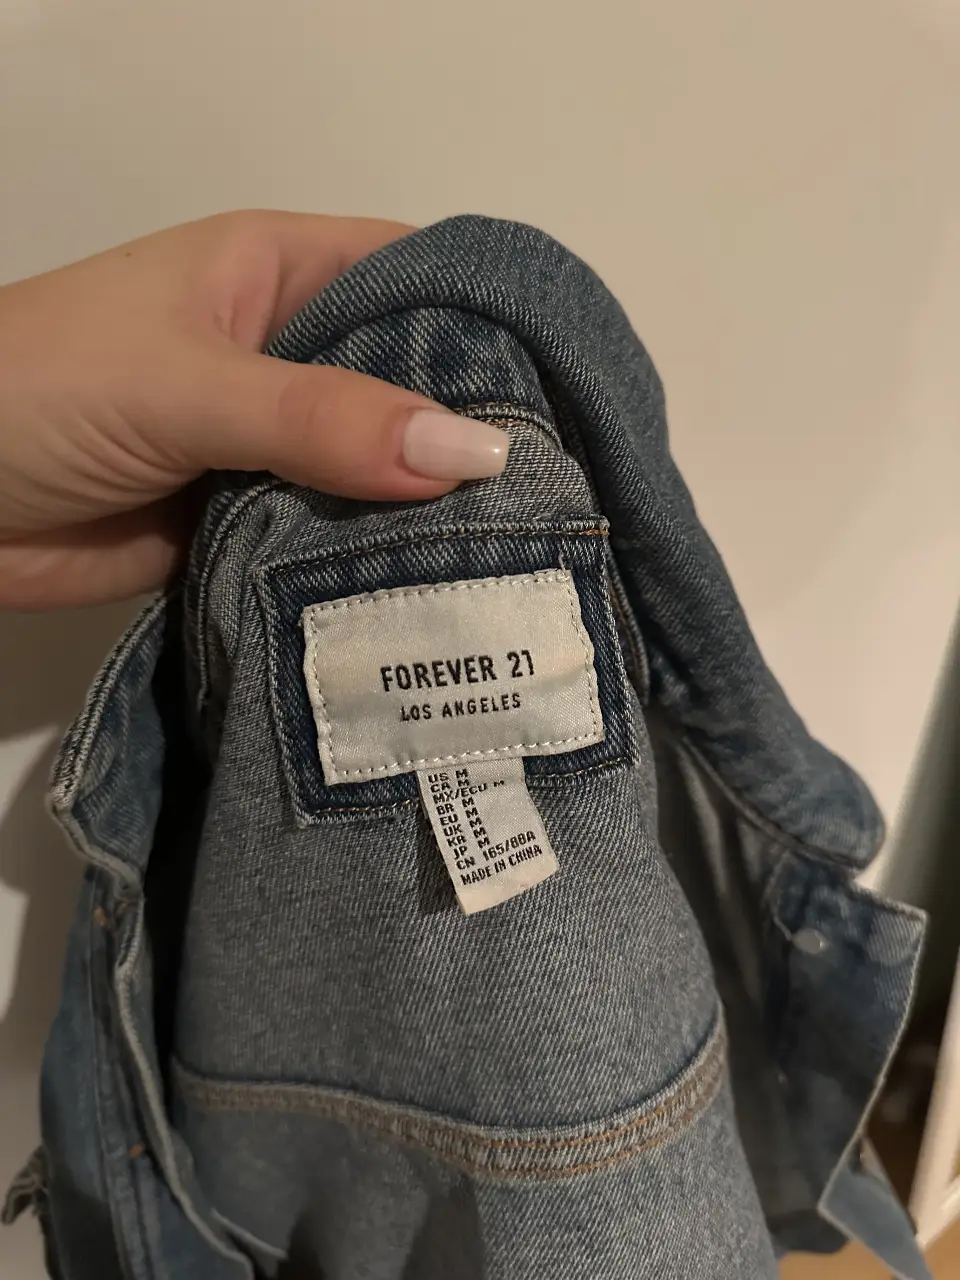 FOREVER 21
LOS ANGELES
US M
CA M
MX/ECU M
BR M
EU M
UK M
KR M
JP M
CN 165/88A
MADE IN CHINA